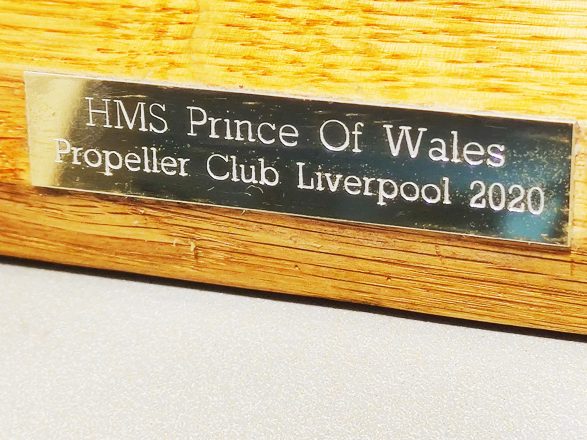 HMS Prince Of Wales
Propeller Club Liverpool 2020